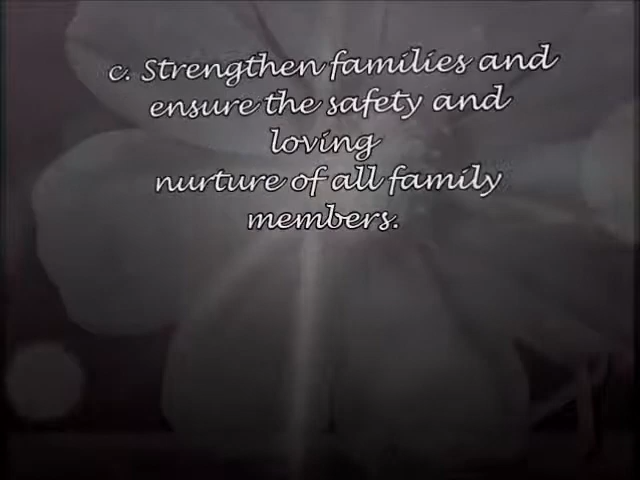 c. Strengthen families and
ensure the safety and
loving
nurture of all family
members.